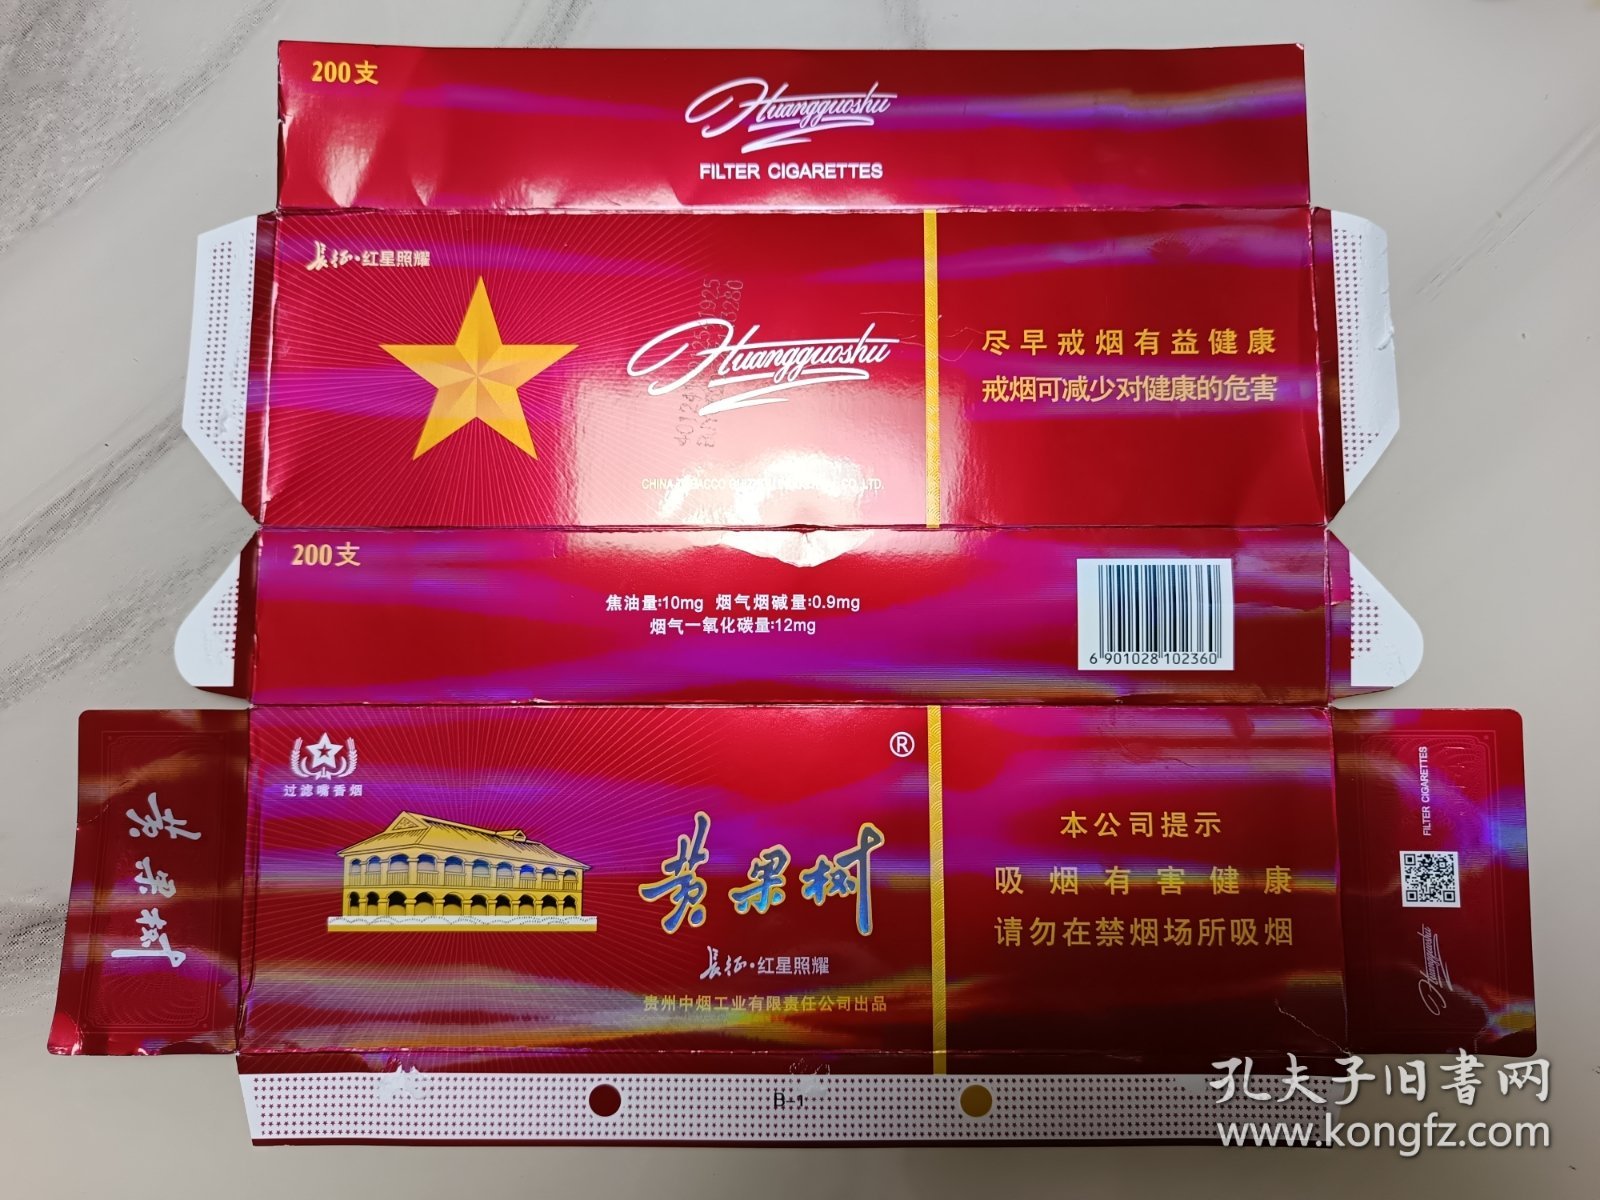 200支
Huangguoshu
FILTER CIGARETTES
长征·红星照耀
Huangguoshu
尽早戒烟有益健康
戒烟可减少对健康的危害
200支
焦油量:10mg 烟气烟碱量:0.9mg
烟气一氧化碳量:12mg
6 901028 102360
过滤嘴香烟
®
黄果树
长征·红星照耀
贵州中烟工业有限责任公司出品
本公司提示
吸烟有害健康
请勿在禁烟场所吸烟
黄果树
FILTER CIGARETTES
Huangguoshu
B-1
孔夫子旧書网
www.kongfz.com